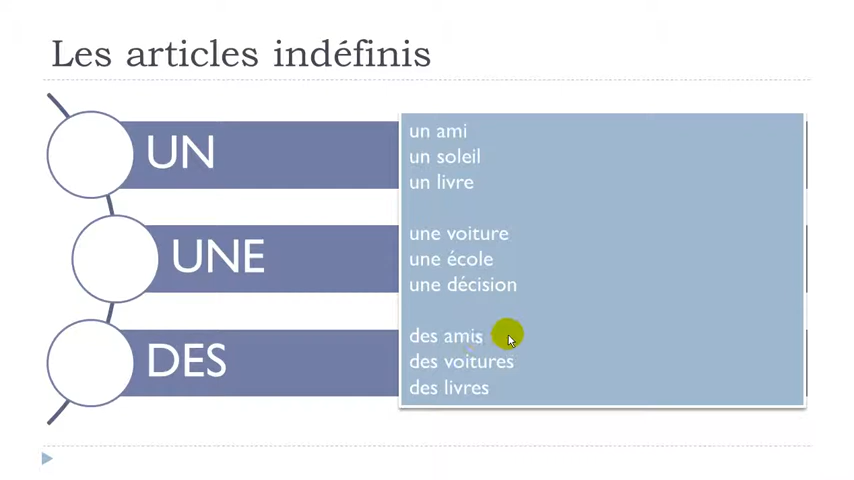 Les articles indéfinis
UN
un ami
un soleil
un livre
UNE
une voiture
une école
une décision
DES
des amis
des voitures
des livres